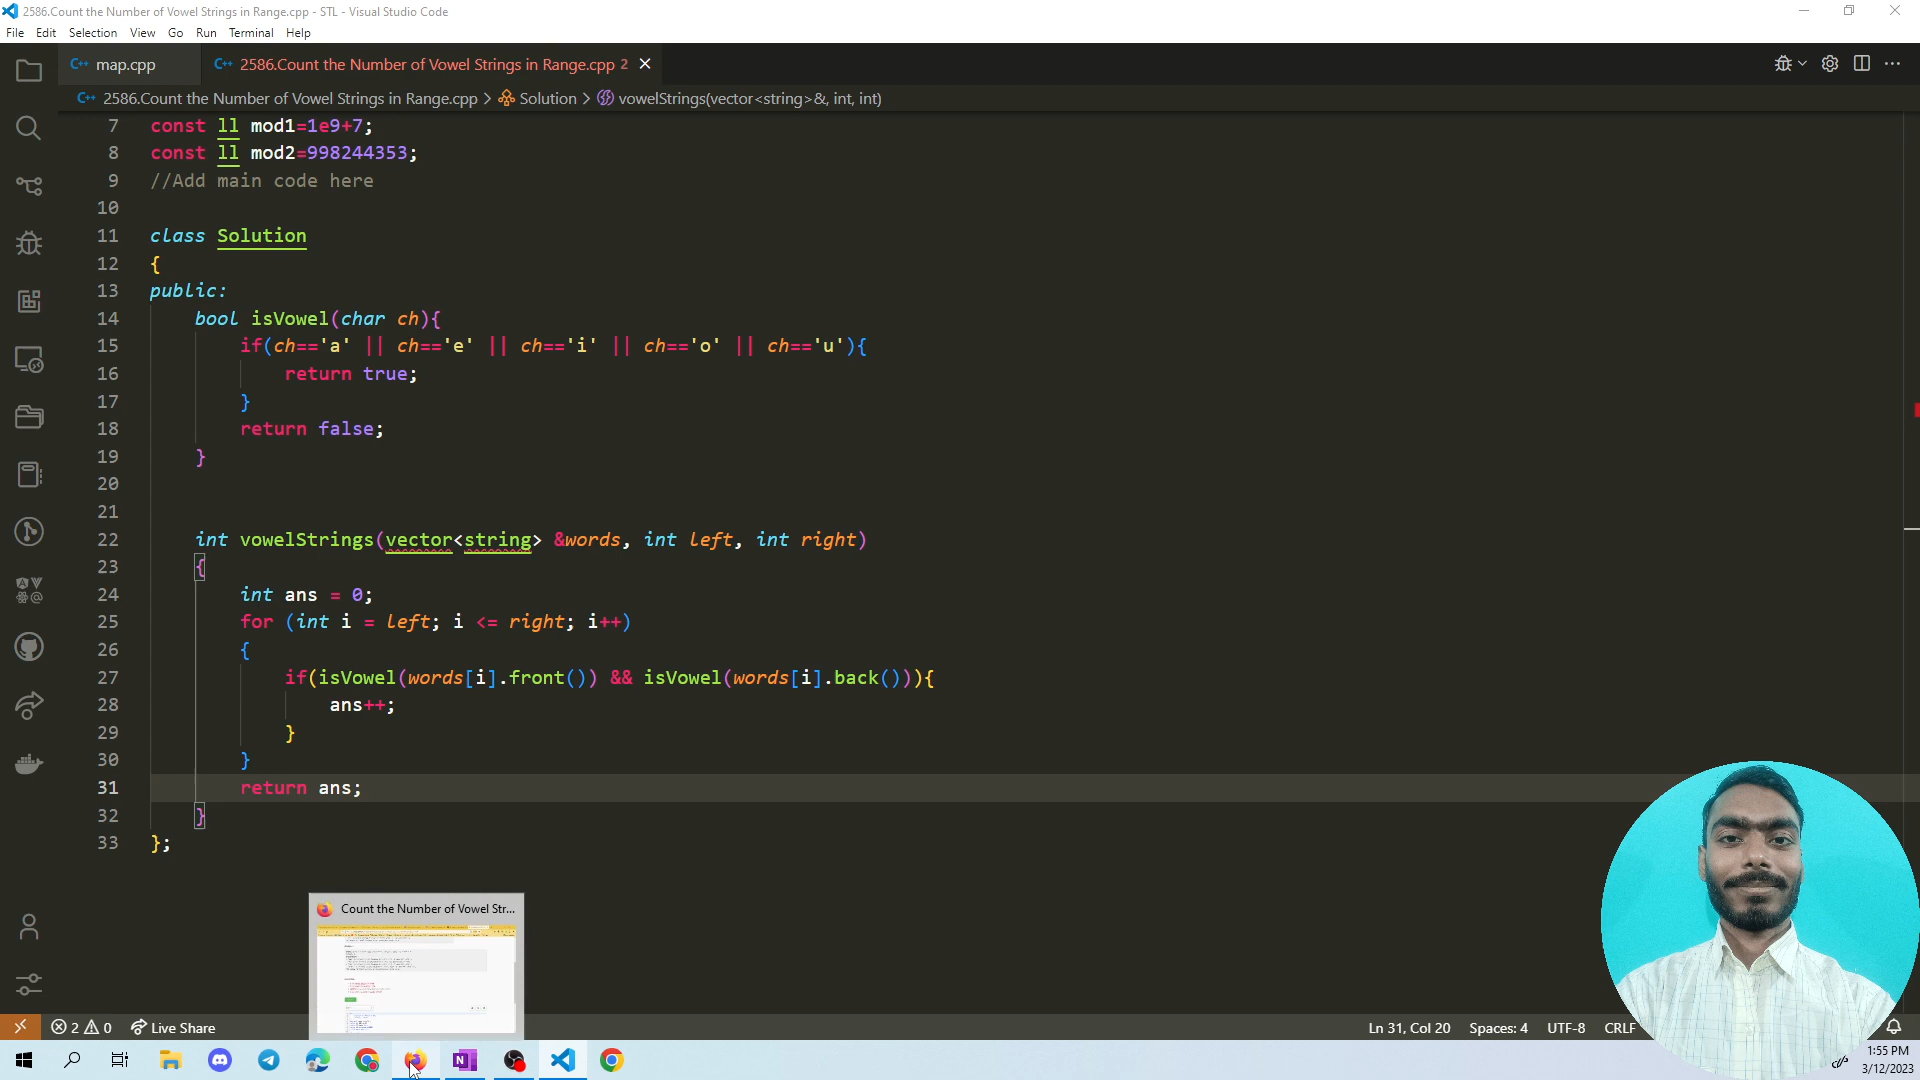 2586.Count the Number of Vowel Strings in Range.cpp - STL - Visual Studio Code
File Edit Selection View Go Run Terminal Help
map.cpp 2586.Count the Number of Vowel Strings in Range.cpp 2
2586.Count the Number of Vowel Strings in Range.cpp > Solution > vowelStrings(vector<string>&, int, int)
7 const ll mod1=1e9+7;
8 const ll mod2=998244353;
9 //Add main code here
10
11 class Solution
12 {
13 public:
14 bool isVowel(char ch){
15 if(ch=='a' || ch=='e' || ch=='i' || ch=='o' || ch=='u'){
16 return true;
17 }
18 return false;
19 }
20
21
22 int vowelStrings(vector<string> &words, int left, int right)
23 {
24 int ans = 0;
25 for (int i = left; i <= right; i++)
26 {
27 if(isVowel(words[i].front()) && isVowel(words[i].back())){
28 ans++;
29 }
30 }
31 return ans;
32 }
33 };
Count the Number of Vowel Str...
2 0 Live Share Ln 31, Col 20 Spaces: 4 UTF-8 CRLF
1:55 PM
3/12/2023